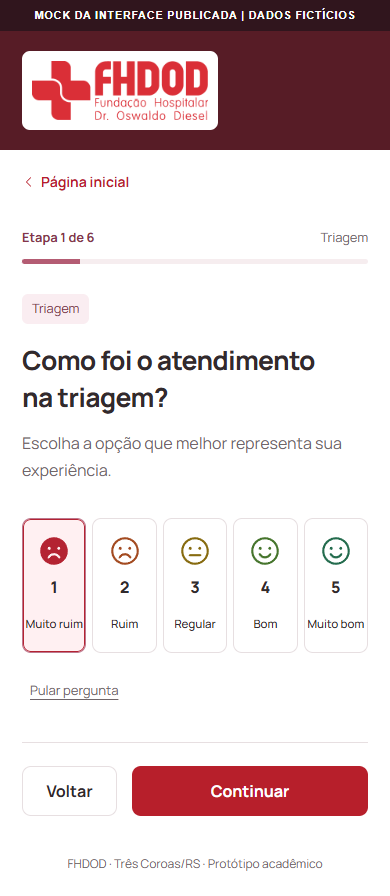 MOCK DA INTERFACE PUBLICADA | DADOS FICTÍCIOS
FHDOD
Fundação Hospitalar
Dr. Oswaldo Diesel
Página inicial
Etapa 1 de 6
Triagem
Triagem
Como foi o atendimento
na triagem?
Escolha a opção que melhor representa sua
experiência.
1
Muito ruim
2
Ruim
3
Regular
4
Bom
5
Muito bom
Pular pergunta
Voltar
Continuar
FHDOD · Três Coroas/RS · Protótipo acadêmico